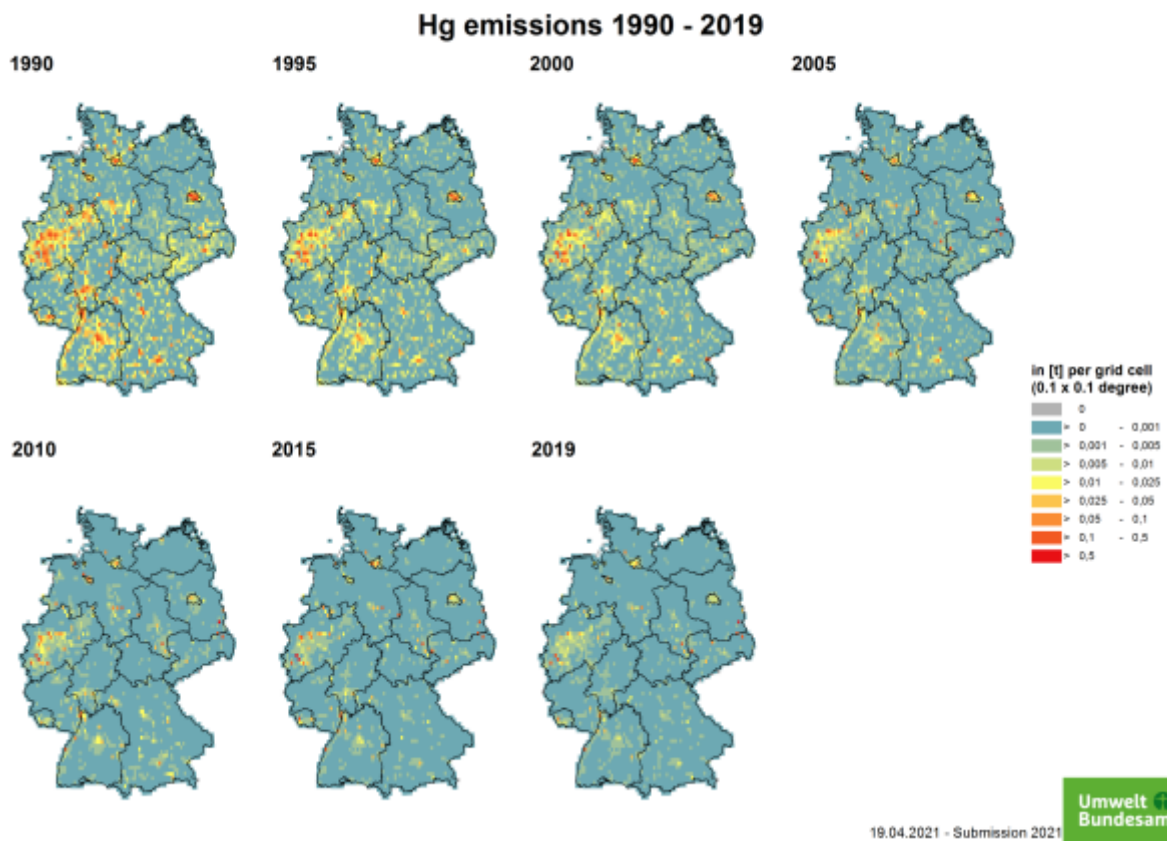 Hg emissions 1990 - 2019
1990
1995
2000
2005
in [t] per grid cell
(0.1 x 0.1 degree)
0
> 0 - 0,001
> 0,001 - 0,005
> 0,005 - 0,01
> 0,01 - 0,025
> 0,025 - 0,05
> 0,05 - 0,1
> 0,1 - 0,5
> 0,5
2010
2015
2019
19.04.2021 - Submission 2021
Umwelt
Bundesam